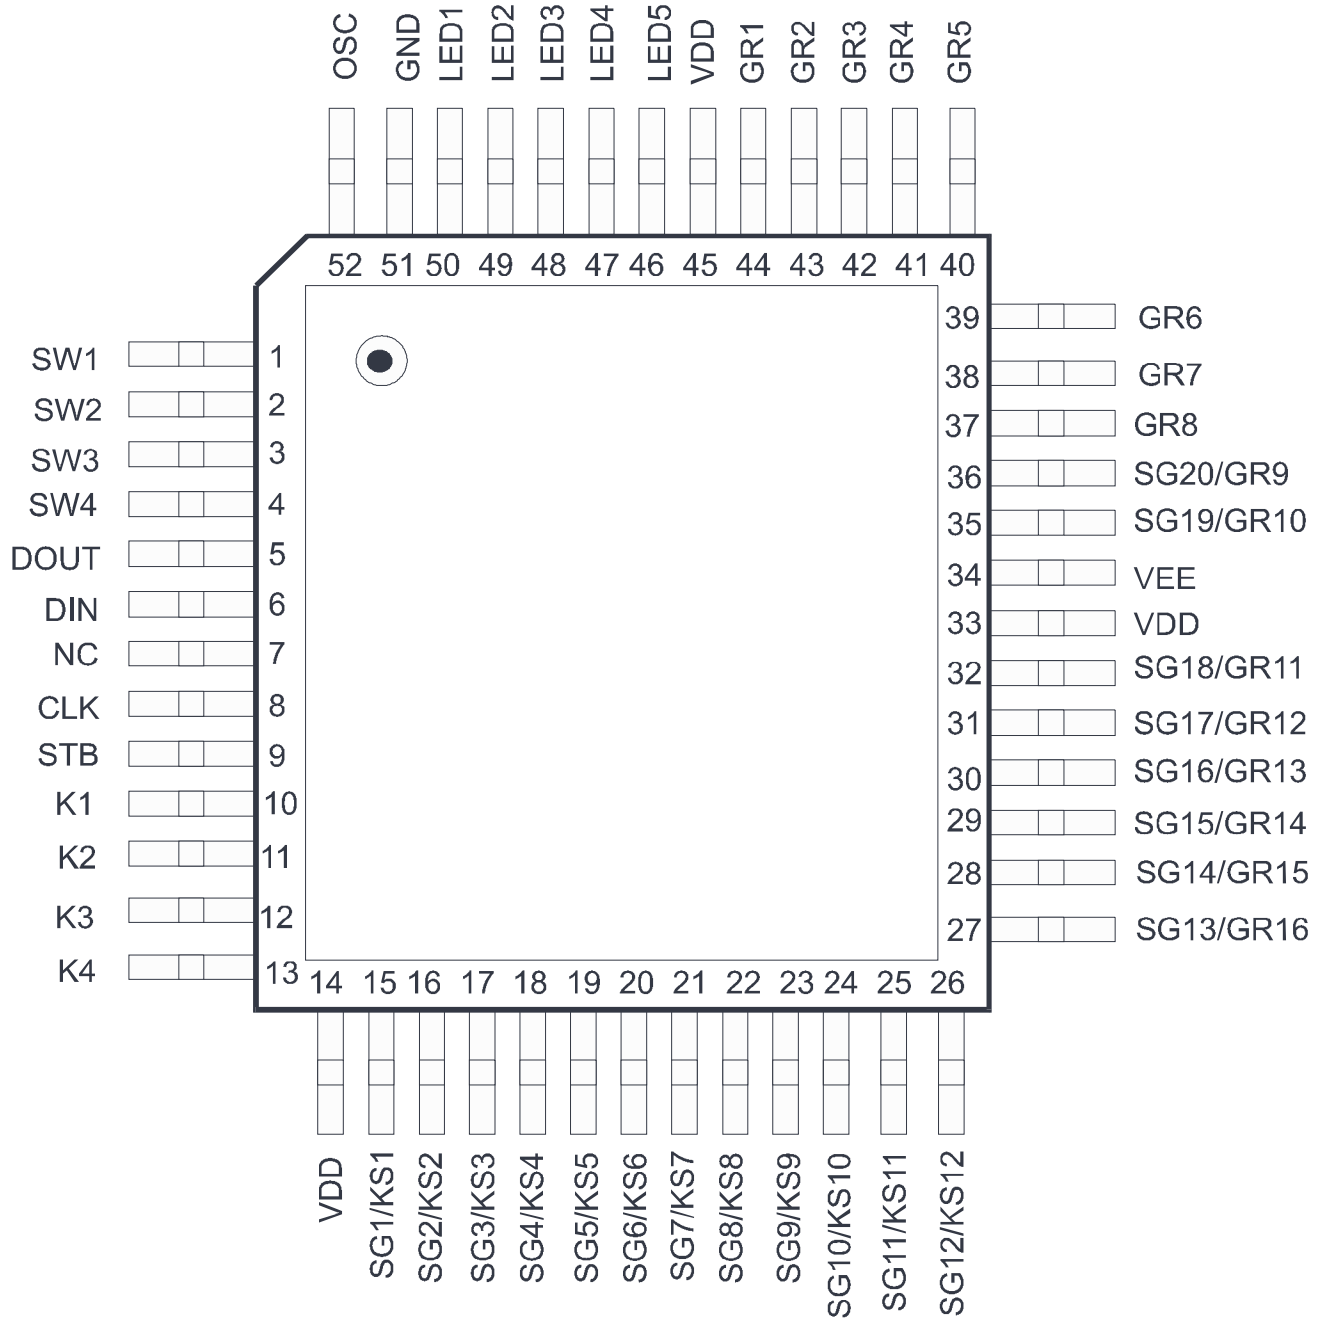 OSC GND LED1 LED2 LED3 LED4 LED5 VDD GR1 GR2 GR3 GR4 GR5
52 51 50 49 48 47 46 45 44 43 42 41 40
SW1 1
SW2 2
SW3 3
SW4 4
DOUT 5
DIN 6
NC 7
CLK 8
STB 9
K1 10
K2 11
K3 12
K4 13
39 GR6
38 GR7
37 GR8
36 SG20/GR9
35 SG19/GR10
34 VEE
33 VDD
32 SG18/GR11
31 SG17/GR12
30 SG16/GR13
29 SG15/GR14
28 SG14/GR15
27 SG13/GR16
14 15 16 17 18 19 20 21 22 23 24 25 26
VDD SG1/KS1 SG2/KS2 SG3/KS3 SG4/KS4 SG5/KS5 SG6/KS6 SG7/KS7 SG8/KS8 SG9/KS9 SG10/KS10 SG11/KS11 SG12/KS12